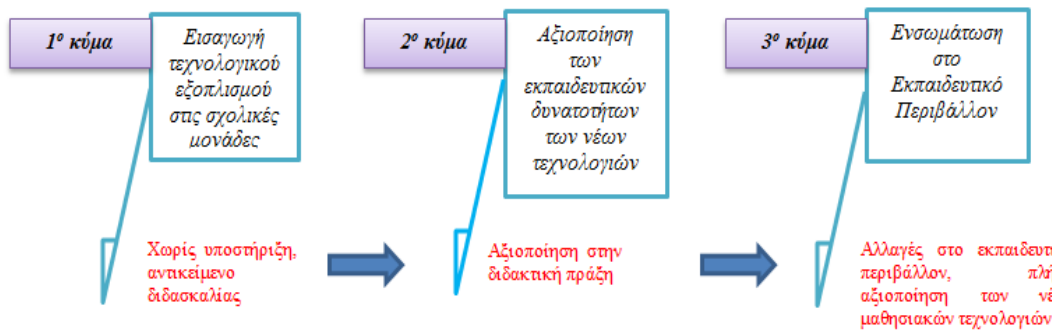 1ο κύμα
Εισαγωγή
τεχνολογικού
εξοπλισμού
στις σχολικές
μονάδες
Χωρίς υποστήριξη,
αντικείμενο
διδασκαλίας
2ο κύμα
Αξιοποίηση
των
εκπαιδευτικών
δυνατοτήτων
των νέων
τεχνολογιών
Αξιοποίηση στην
διδακτική πράξη
3ο κύμα
Ενσωμάτωση
στο
Εκπαιδευτικό
Περιβάλλον
Αλλαγές στο
περιβάλλον,
αξιοποίηση των
μαθησιακών τεχνολογιών